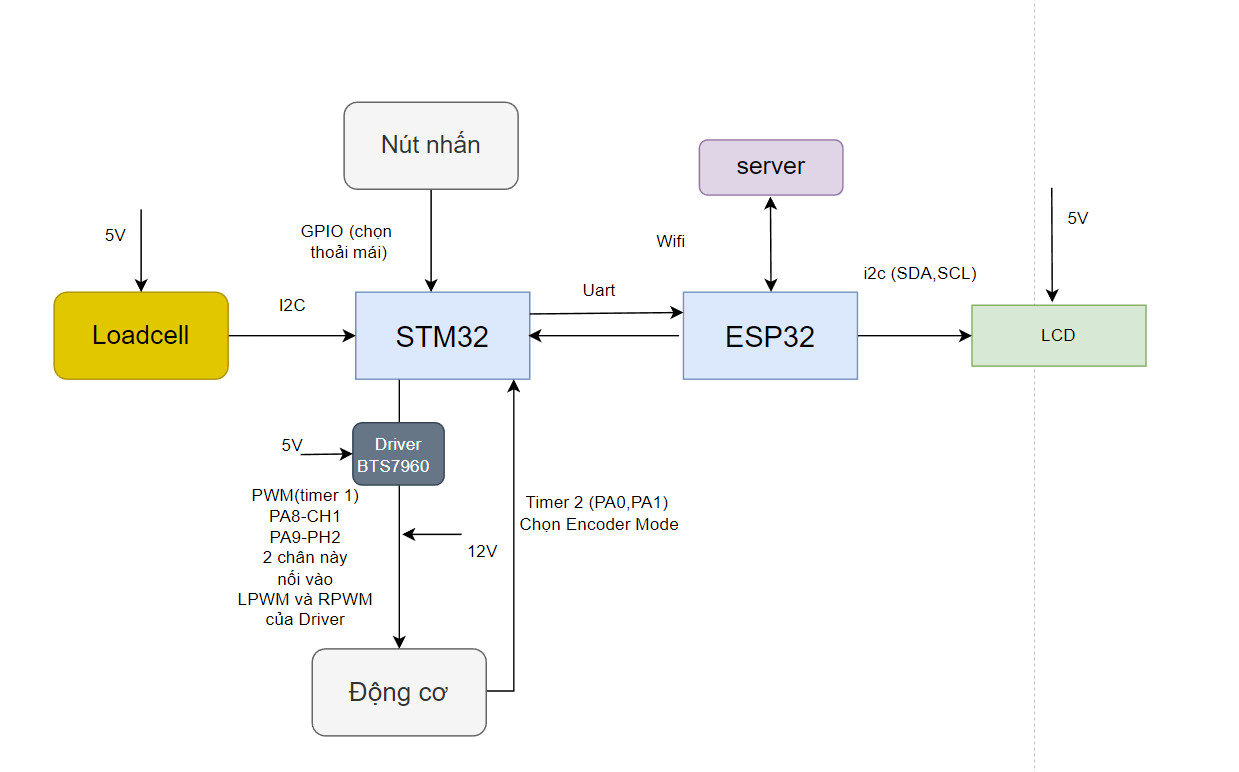 Nút nhấn
server
5V
GPIO (chọn
thoải mái)
Wifi
5V
I2C
Uart
i2c (SDA,SCL)
Loadcell
STM32
ESP32
LCD
5V
Driver
BTS7960
PWM(timer 1)
PA8-CH1
PA9-PH2
2 chân này
nối vào
LPWM và RPWM
của Driver
12V
Timer 2 (PA0,PA1)
Chọn Encoder Mode
Động cơ